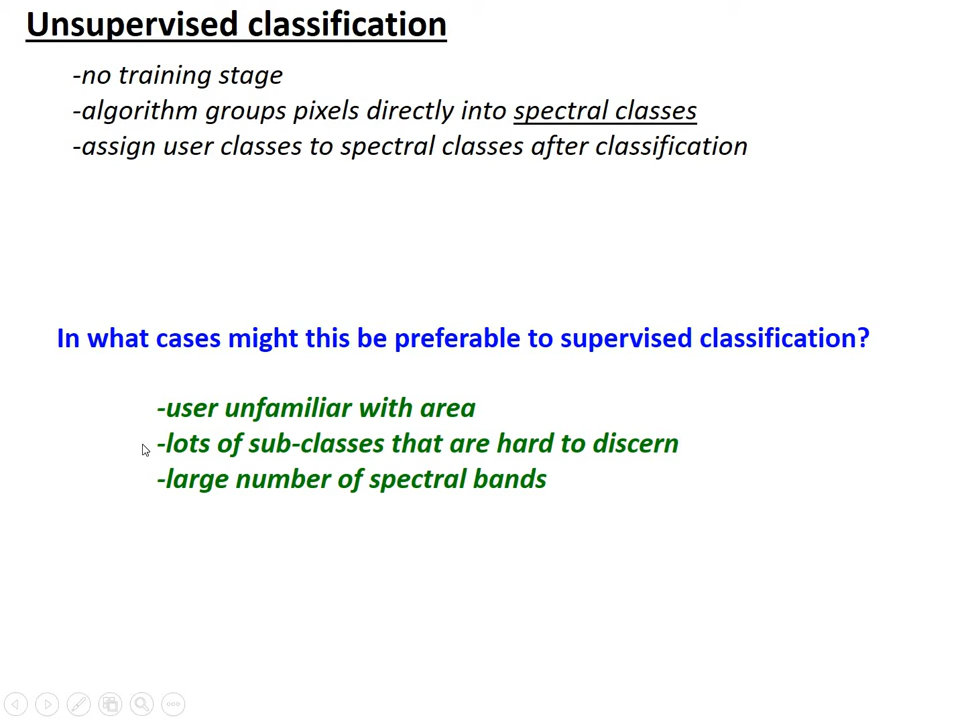 Unsupervised classification
-no training stage
-algorithm groups pixels directly into spectral classes
-assign user classes to spectral classes after classification
In what cases might this be preferable to supervised classification?
-user unfamiliar with area
-lots of sub-classes that are hard to discern
-large number of spectral bands